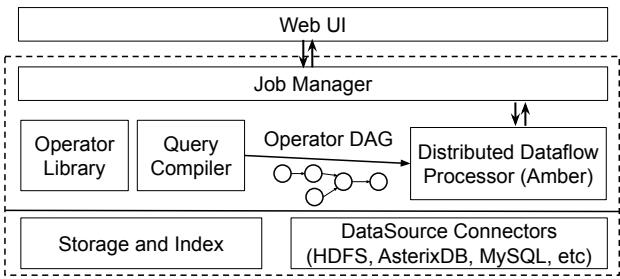 Web UI
Job Manager
Operator
Library
Query
Compiler
Operator DAG
Distributed Dataflow
Processor (Amber)
Storage and Index
DataSource Connectors
(HDFS, AsterixDB, MySQL, etc)